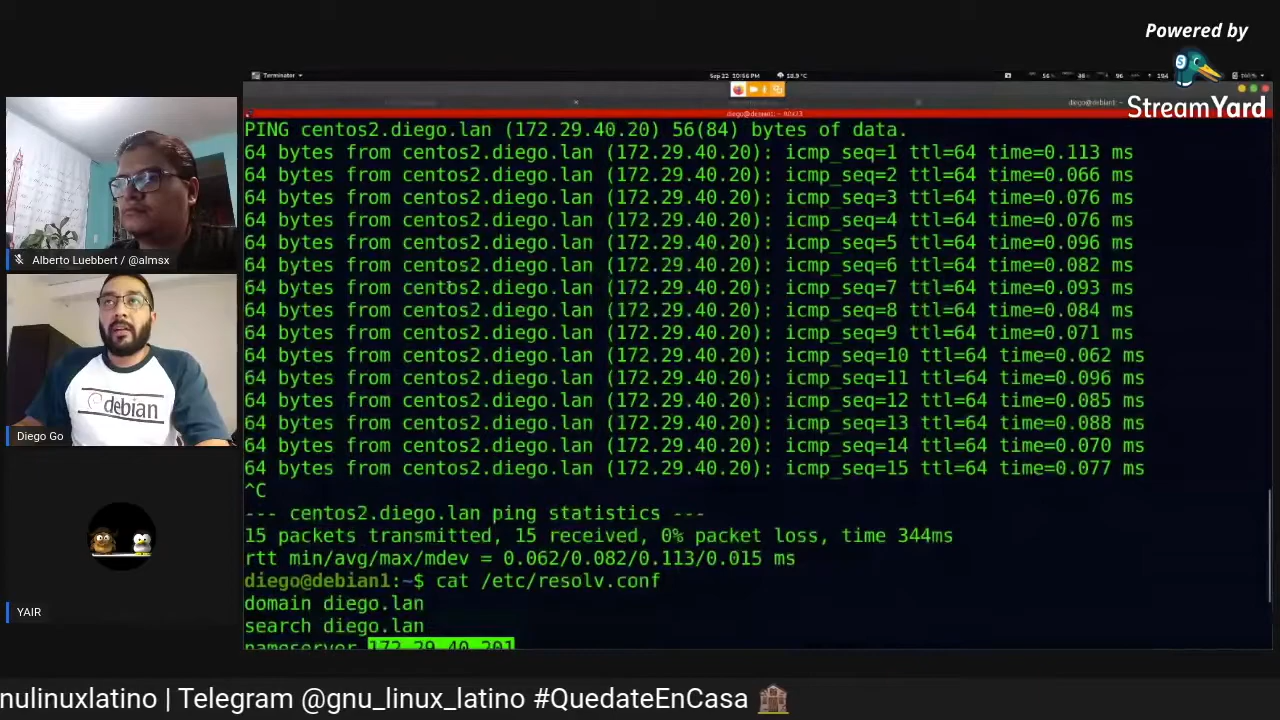 Powered by
StreamYard
Terminator
Sep 22 10:56 PM
PING centos2.diego.lan (172.29.40.20) 56(84) bytes of data.
64 bytes from centos2.diego.lan (172.29.40.20): icmp_seq=1 ttl=64 time=0.113 ms
64 bytes from centos2.diego.lan (172.29.40.20): icmp_seq=2 ttl=64 time=0.066 ms
64 bytes from centos2.diego.lan (172.29.40.20): icmp_seq=3 ttl=64 time=0.076 ms
64 bytes from centos2.diego.lan (172.29.40.20): icmp_seq=4 ttl=64 time=0.076 ms
64 bytes from centos2.diego.lan (172.29.40.20): icmp_seq=5 ttl=64 time=0.096 ms
64 bytes from centos2.diego.lan (172.29.40.20): icmp_seq=6 ttl=64 time=0.082 ms
64 bytes from centos2.diego.lan (172.29.40.20): icmp_seq=7 ttl=64 time=0.093 ms
64 bytes from centos2.diego.lan (172.29.40.20): icmp_seq=8 ttl=64 time=0.084 ms
64 bytes from centos2.diego.lan (172.29.40.20): icmp_seq=9 ttl=64 time=0.071 ms
64 bytes from centos2.diego.lan (172.29.40.20): icmp_seq=10 ttl=64 time=0.062 ms
64 bytes from centos2.diego.lan (172.29.40.20): icmp_seq=11 ttl=64 time=0.096 ms
64 bytes from centos2.diego.lan (172.29.40.20): icmp_seq=12 ttl=64 time=0.085 ms
64 bytes from centos2.diego.lan (172.29.40.20): icmp_seq=13 ttl=64 time=0.088 ms
64 bytes from centos2.diego.lan (172.29.40.20): icmp_seq=14 ttl=64 time=0.070 ms
64 bytes from centos2.diego.lan (172.29.40.20): icmp_seq=15 ttl=64 time=0.077 ms
^C
--- centos2.diego.lan ping statistics ---
15 packets transmitted, 15 received, 0% packet loss, time 344ms
rtt min/avg/max/mdev = 0.062/0.082/0.113/0.015 ms
diego@debian1:~$ cat /etc/resolv.conf
domain diego.lan
search diego.lan
nameserver 172.29.40.201
Alberto Luebbert / @almsx
debian
Diego Go
YAIR
nulinuxlatino | Telegram @gnu_linux_latino #QuedateEnCasa